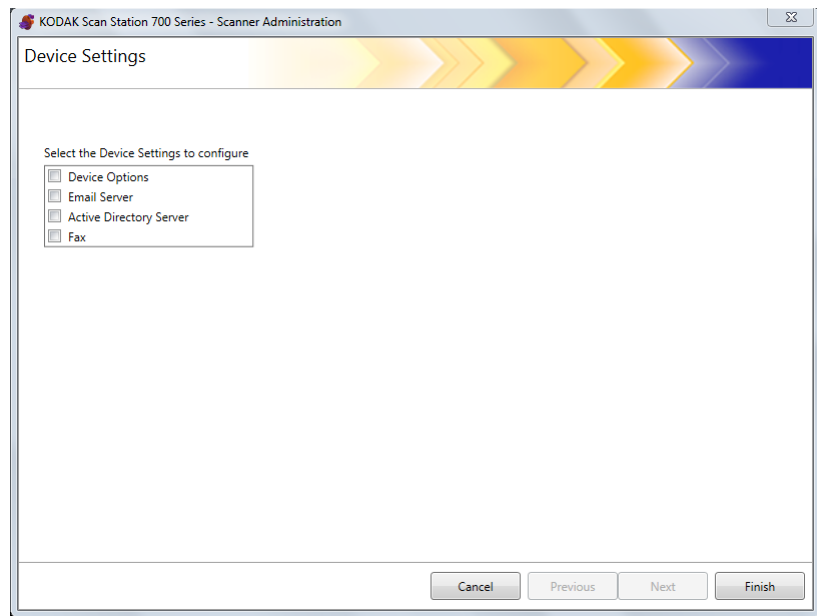 KODAK Scan Station 700 Series - Scanner Administration
Device Settings
Select the Device Settings to configure
Device Options
Email Server
Active Directory Server
Fax
Cancel
Previous
Next
Finish